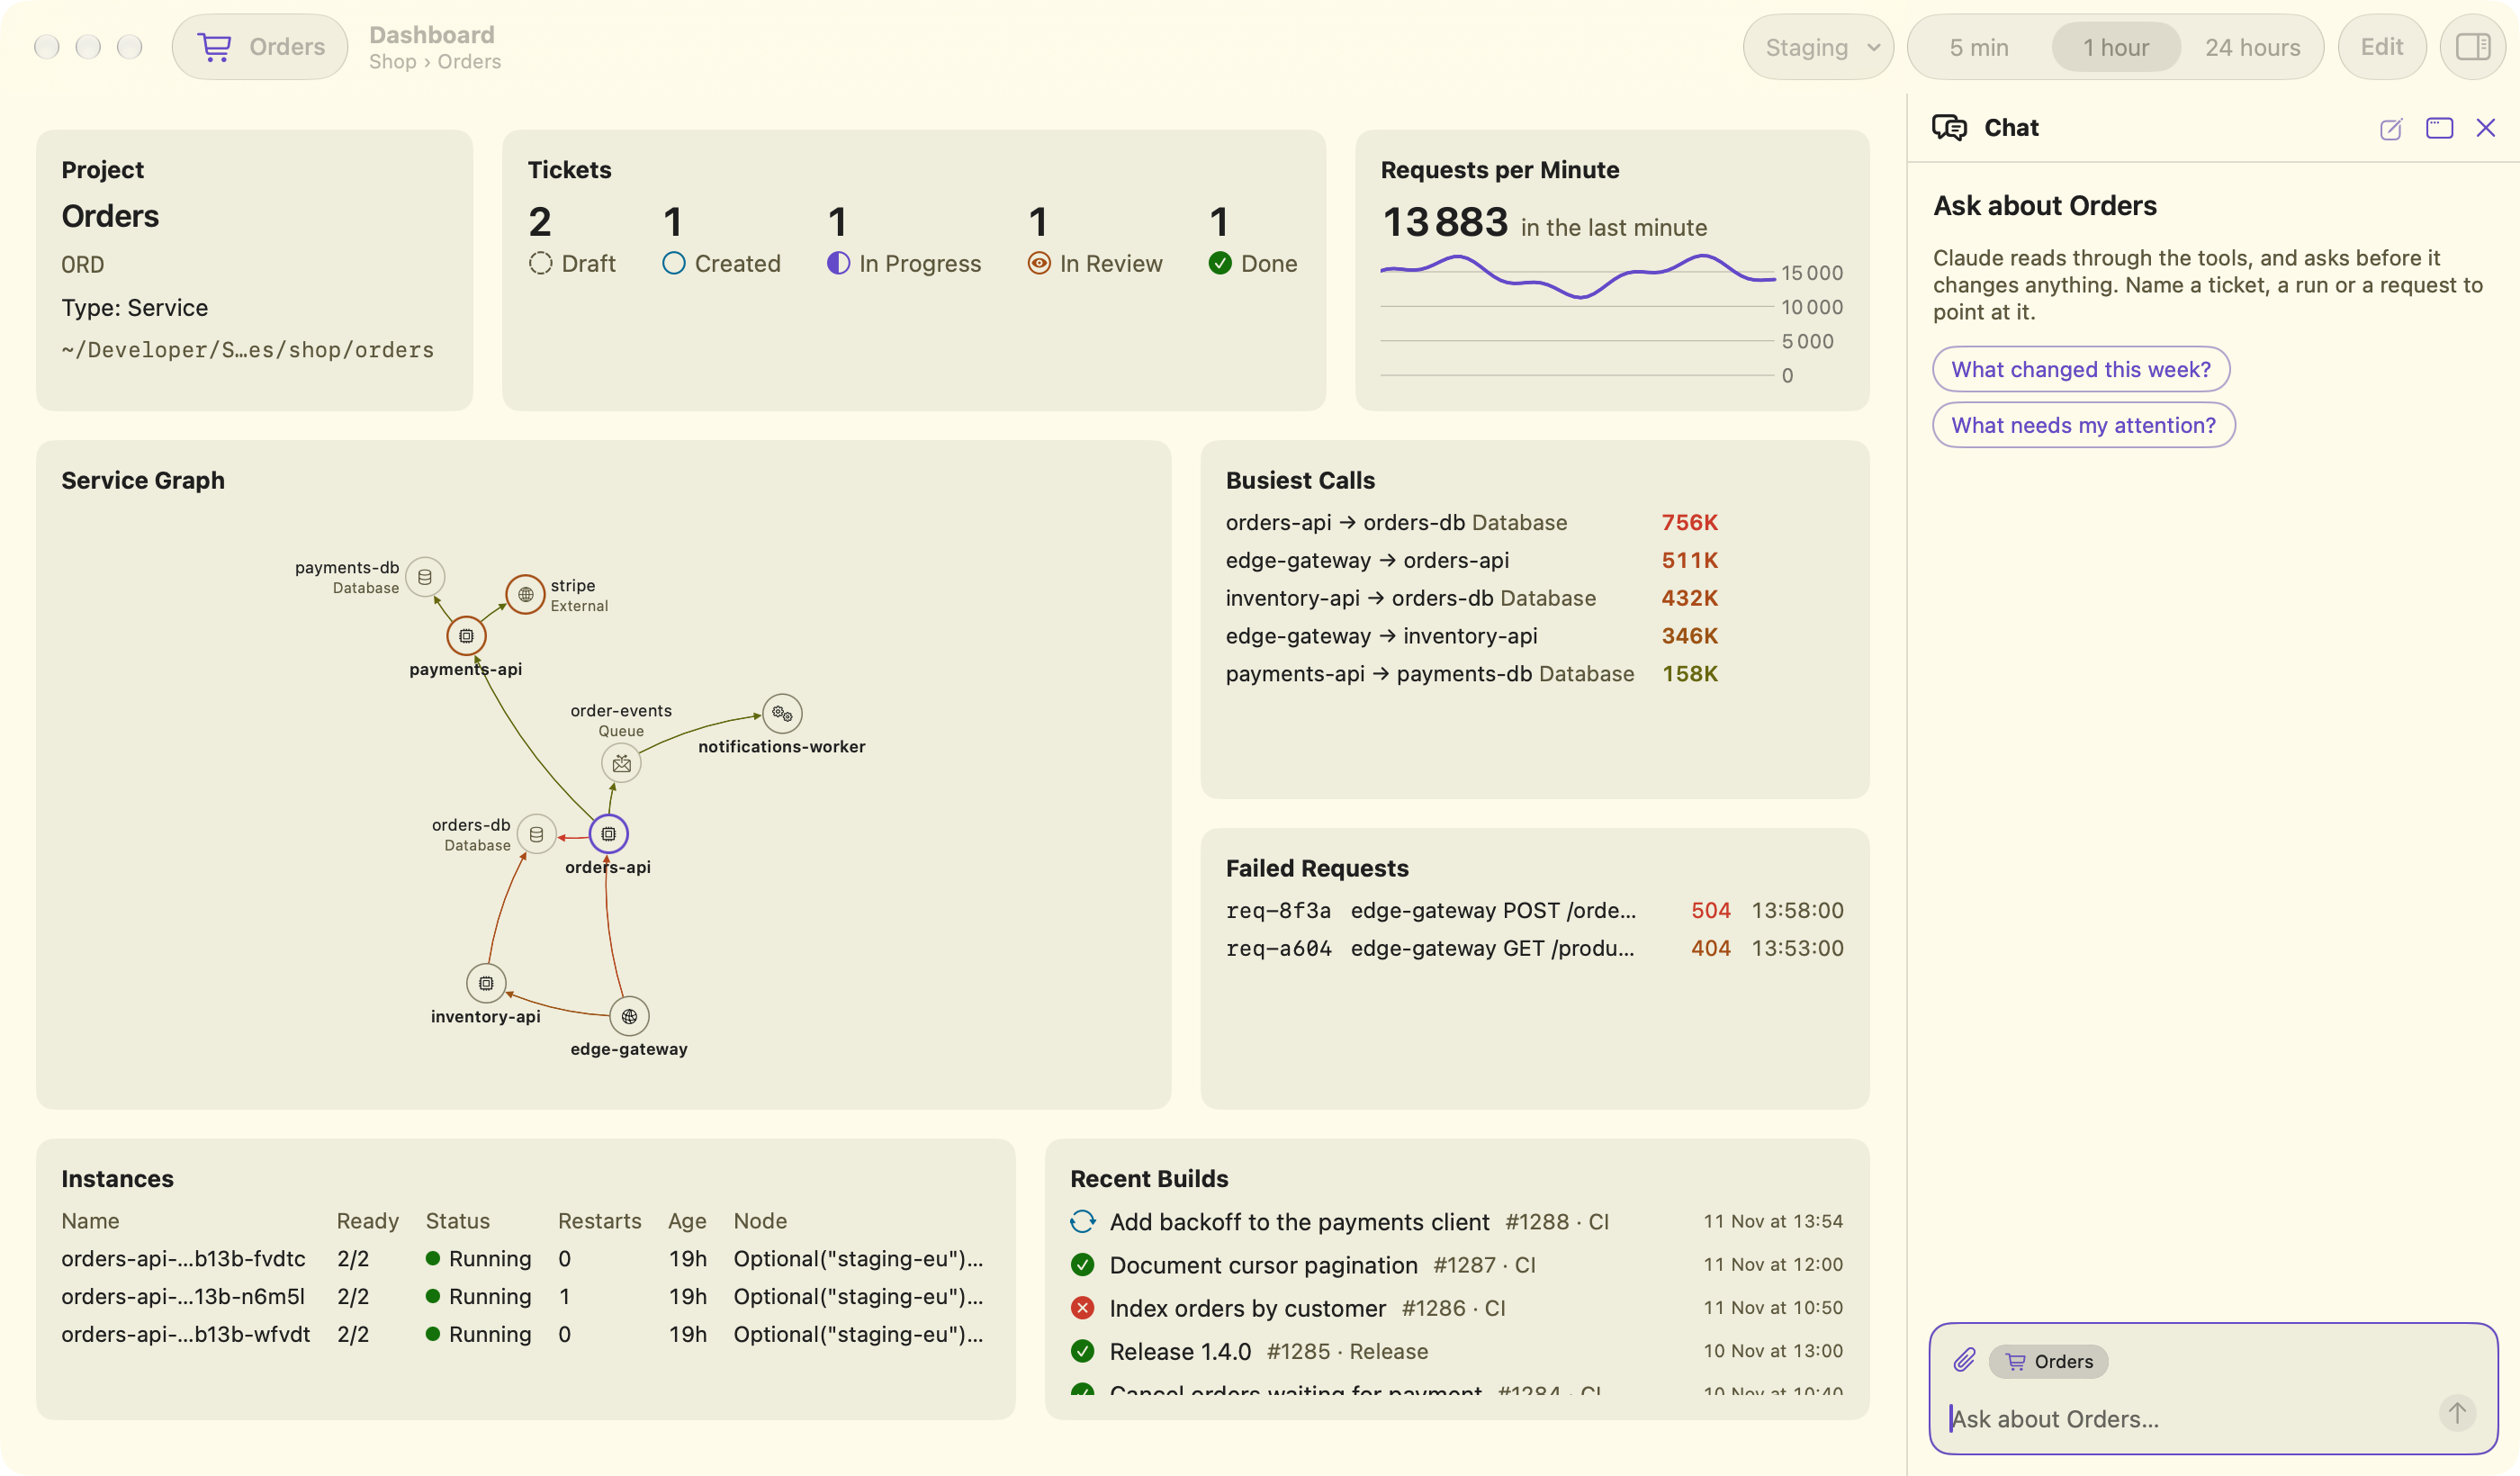 Orders
Dashboard
Shop › Orders
Staging
5 min
1 hour
24 hours
Edit
Project
Orders
ORD
Type: Service
~/Developer/S…es/shop/orders
Tickets
2
Draft
1
Created
1
In Progress
1
In Review
1
Done
Requests per Minute
13 883 in the last minute
15 000
10 000
5 000
0
Service Graph
payments-db
Database
stripe
External
payments-api
order-events
Queue
notifications-worker
orders-db
Database
orders-api
inventory-api
edge-gateway
Busiest Calls
orders-api → orders-db Database 756K
edge-gateway → orders-api 511K
inventory-api → orders-db Database 432K
edge-gateway → inventory-api 346K
payments-api → payments-db Database 158K
Failed Requests
req-8f3a edge-gateway POST /orde… 504 13:58:00
req-a604 edge-gateway GET /produ… 404 13:53:00
Instances
Name Ready Status Restarts Age Node
orders-api-…b13b-fvdtc 2/2 Running 0 19h Optional("staging-eu")…
orders-api-…13b-n6m5l 2/2 Running 1 19h Optional("staging-eu")…
orders-api-…b13b-wfvdt 2/2 Running 0 19h Optional("staging-eu")…
Recent Builds
Add backoff to the payments client #1288 · CI 11 Nov at 13:54
Document cursor pagination #1287 · CI 11 Nov at 12:00
Index orders by customer #1286 · CI 11 Nov at 10:50
Release 1.4.0 #1285 · Release 10 Nov at 13:00
Cancel orders waiting for payment #1284 · CI 10 Nov at 10:40
Chat
Ask about Orders
Claude reads through the tools, and asks before it
changes anything. Name a ticket, a run or a request to
point at it.
What changed this week?
What needs my attention?
Orders
Ask about Orders…